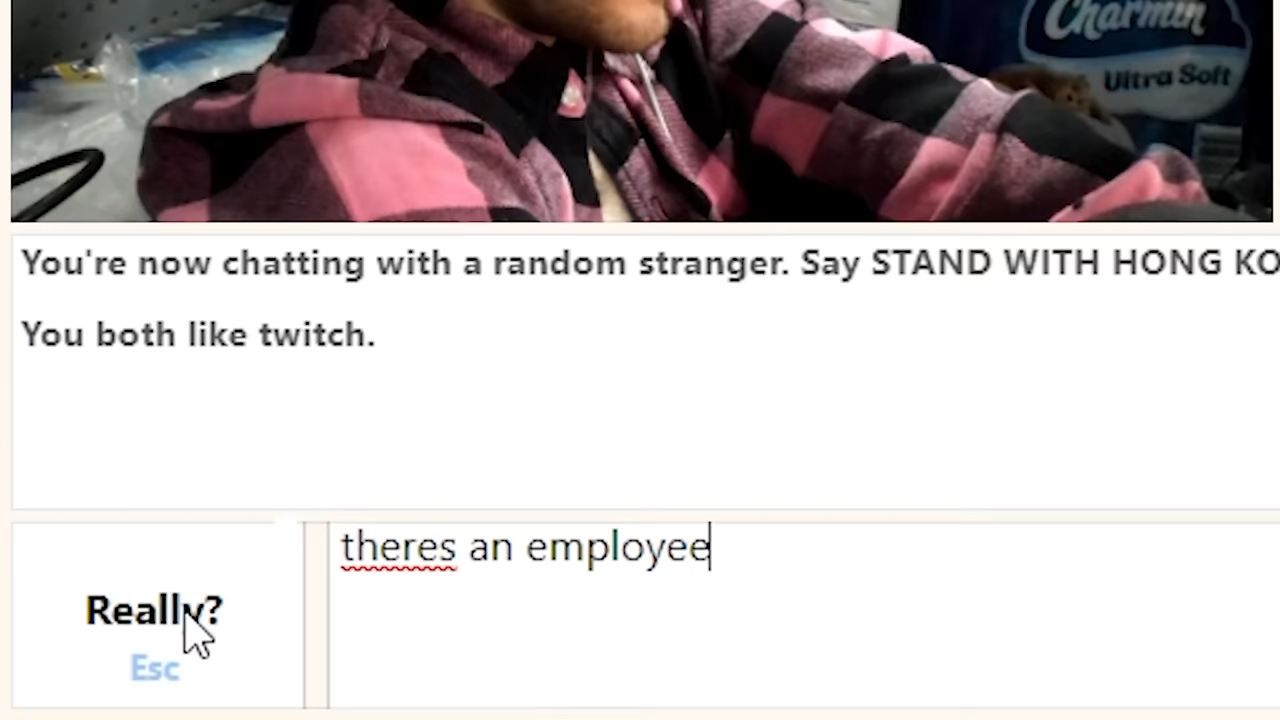 Charmin
Ultra Soft
You're now chatting with a random stranger. Say STAND WITH HONG KO
You both like twitch.
theres an employee
Really?
Esc